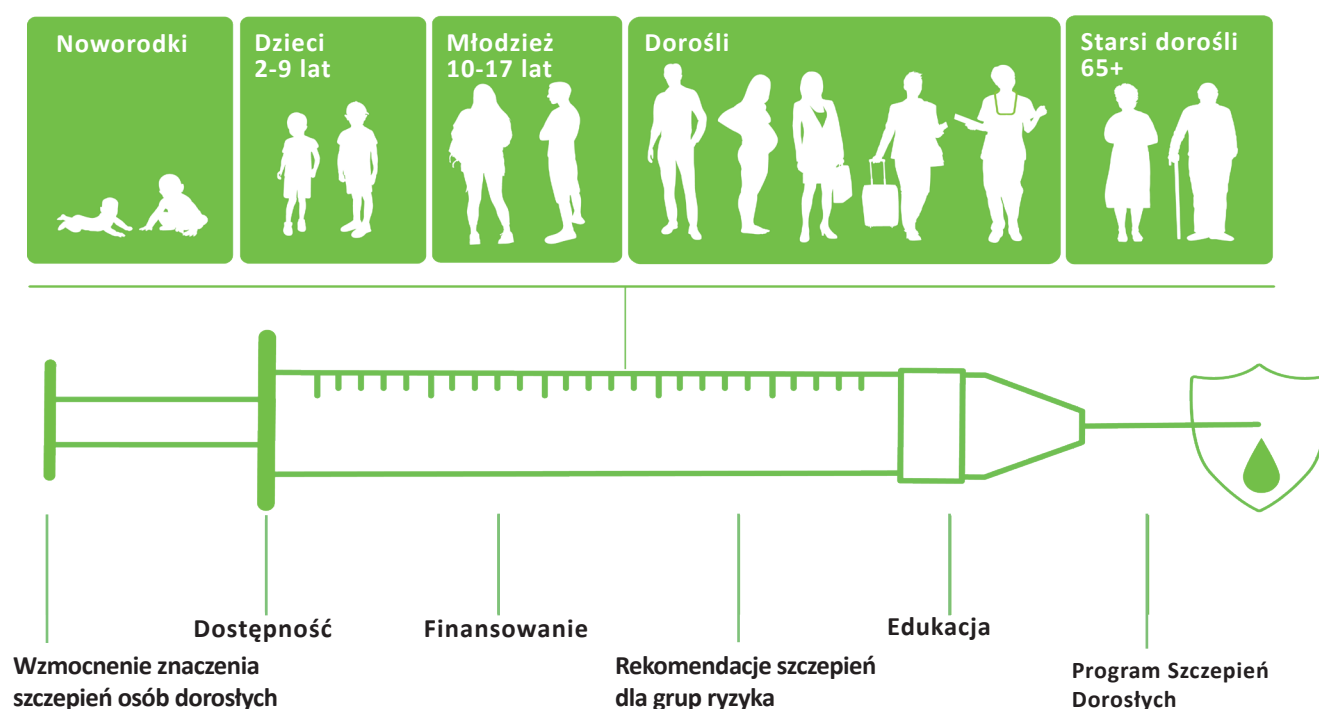 Noworodki
Dzieci
2-9 lat
Młodzież
10-17 lat
Dorośli
Starsi dorośli
65+
Dostępność
Finansowanie
Edukacja
Wzmocnenie znaczenia
szczepień osób dorosłych
Rekomendacje szczepień
dla grup ryzyka
Program Szczepień
Dorosłych